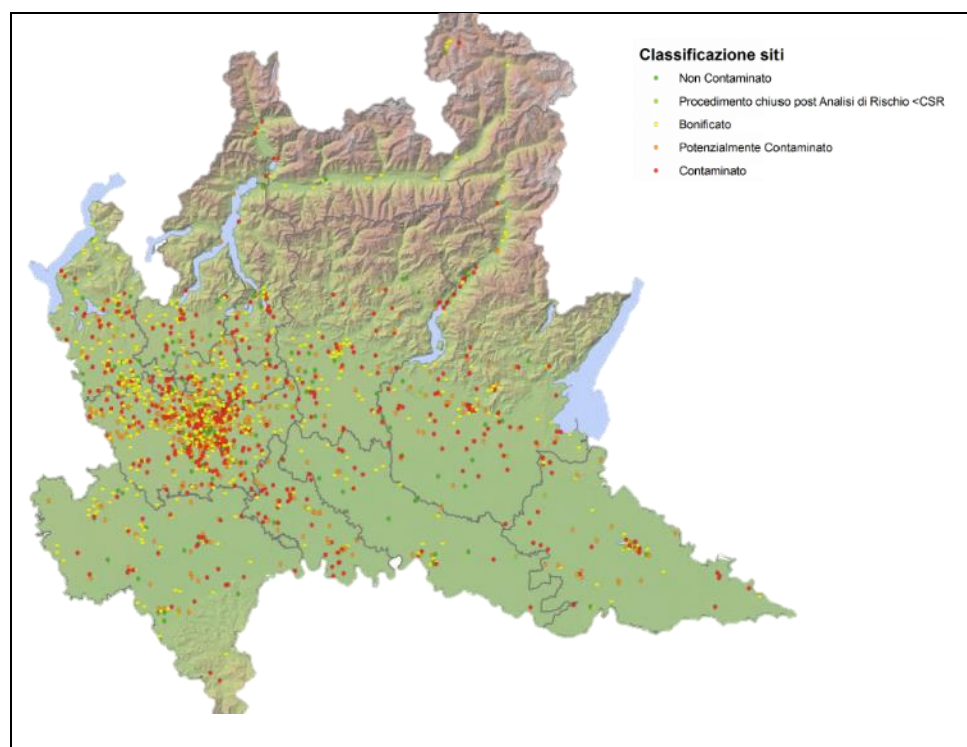 Classificazione siti
Non Contaminato
Procedimento chiuso post Analisi di Rischio <CSR
Bonificato
Potenzialmente Contaminato
Contaminato